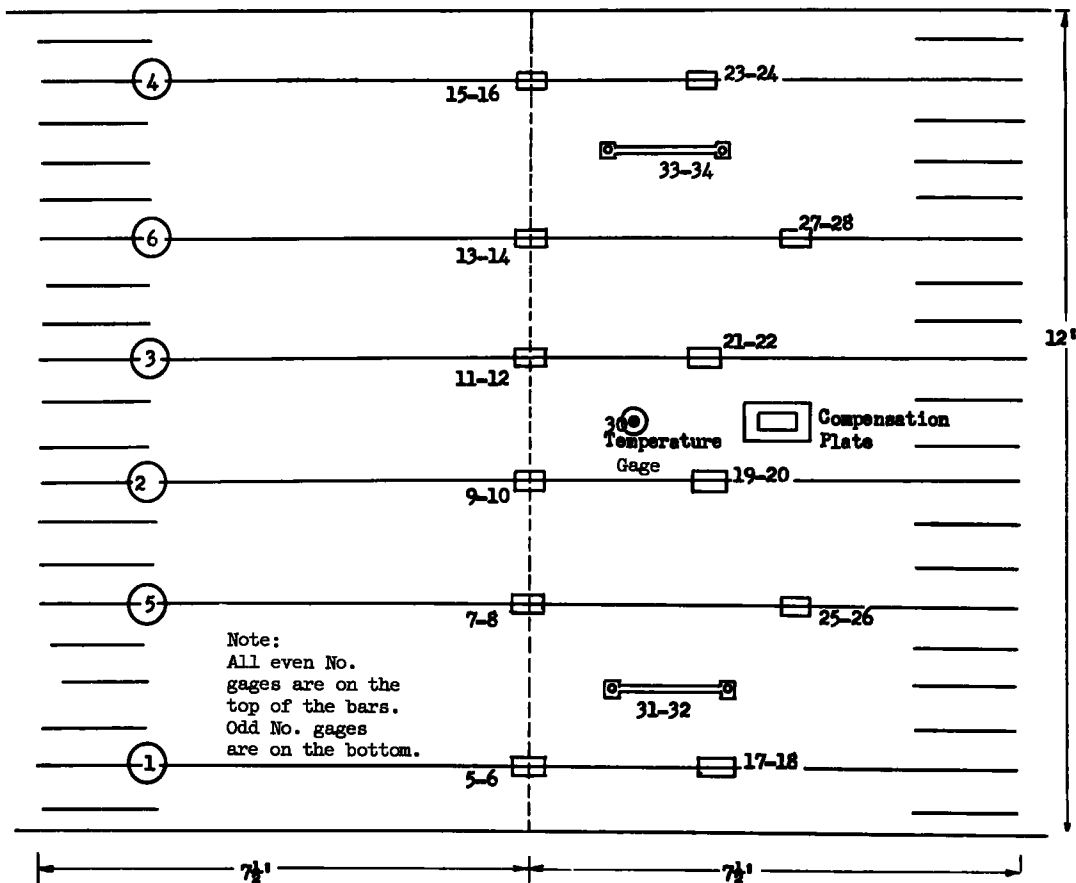 4
15-16
23-24
33-34
6
13-14
27-28
3
11-12
21-22
12'
30
Temperature
Gage
Compensation
Plate
2
9-10
19-20
5
7-8
25-26
Note:
All even No.
gages are on the
top of the bars.
Odd No. gages
are on the bottom.
31-32
1
5-6
17-18
7½'
7½'